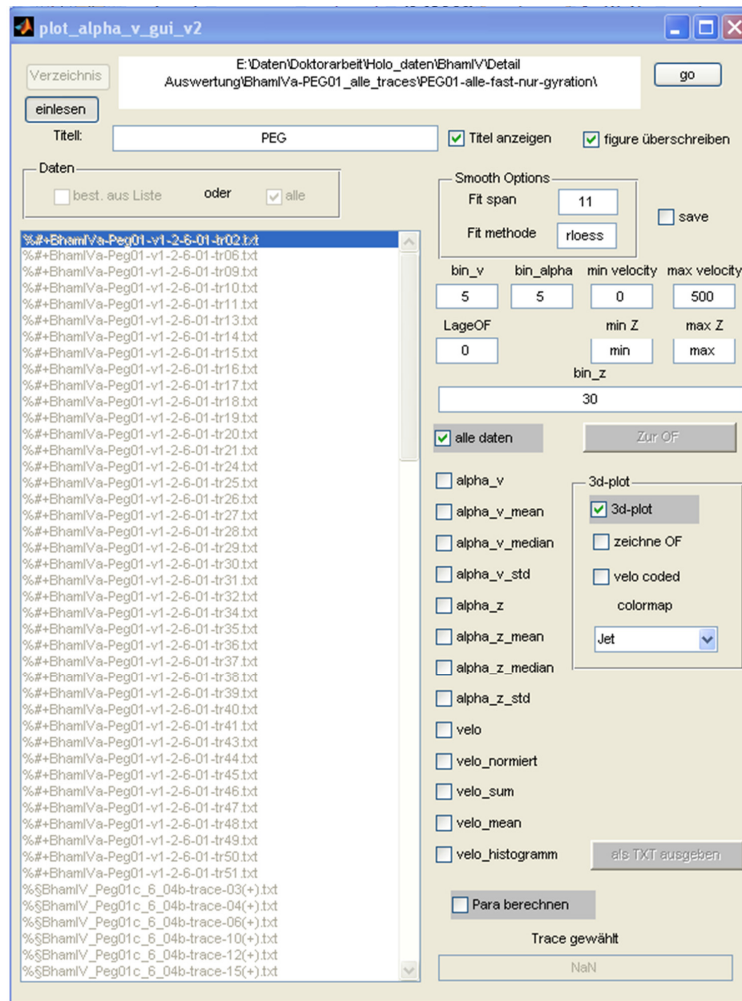 plot_alpha_v_gui_v2
Verzeichnis
E:\Daten\Doktorarbeit\Holo_daten\BhamIV\Detail
Auswertung\BhamIVa-PEG01_alle_traces\PEG01-alle-fast-nur-gyration\
go
einlesen
Titell:
PEG
Titel anzeigen
figure überschreiben
Daten
best. aus Liste
oder
alle
Smooth Options
Fit span
11
Fit methode
rloess
save
%#+BhamIVa-Peg01-v1-2-6-01-tr02.txt
%#+BhamIVa-Peg01-v1-2-6-01-tr06.txt
%#+BhamIVa-Peg01-v1-2-6-01-tr09.txt
%#+BhamIVa-Peg01-v1-2-6-01-tr10.txt
%#+BhamIVa-Peg01-v1-2-6-01-tr11.txt
%#+BhamIVa-Peg01-v1-2-6-01-tr13.txt
%#+BhamIVa-Peg01-v1-2-6-01-tr14.txt
%#+BhamIVa-Peg01-v1-2-6-01-tr15.txt
%#+BhamIVa-Peg01-v1-2-6-01-tr16.txt
%#+BhamIVa-Peg01-v1-2-6-01-tr17.txt
%#+BhamIVa-Peg01-v1-2-6-01-tr18.txt
%#+BhamIVa-Peg01-v1-2-6-01-tr19.txt
%#+BhamIVa-Peg01-v1-2-6-01-tr20.txt
%#+BhamIVa-Peg01-v1-2-6-01-tr21.txt
%#+BhamIVa-Peg01-v1-2-6-01-tr24.txt
%#+BhamIVa-Peg01-v1-2-6-01-tr25.txt
%#+BhamIVa-Peg01-v1-2-6-01-tr26.txt
%#+BhamIVa-Peg01-v1-2-6-01-tr27.txt
%#+BhamIVa-Peg01-v1-2-6-01-tr28.txt
%#+BhamIVa-Peg01-v1-2-6-01-tr29.txt
%#+BhamIVa-Peg01-v1-2-6-01-tr30.txt
%#+BhamIVa-Peg01-v1-2-6-01-tr31.txt
%#+BhamIVa-Peg01-v1-2-6-01-tr32.txt
%#+BhamIVa-Peg01-v1-2-6-01-tr34.txt
%#+BhamIVa-Peg01-v1-2-6-01-tr35.txt
%#+BhamIVa-Peg01-v1-2-6-01-tr36.txt
%#+BhamIVa-Peg01-v1-2-6-01-tr37.txt
%#+BhamIVa-Peg01-v1-2-6-01-tr38.txt
%#+BhamIVa-Peg01-v1-2-6-01-tr39.txt
%#+BhamIVa-Peg01-v1-2-6-01-tr40.txt
%#+BhamIVa-Peg01-v1-2-6-01-tr41.txt
%#+BhamIVa-Peg01-v1-2-6-01-tr43.txt
%#+BhamIVa-Peg01-v1-2-6-01-tr44.txt
%#+BhamIVa-Peg01-v1-2-6-01-tr45.txt
%#+BhamIVa-Peg01-v1-2-6-01-tr46.txt
%#+BhamIVa-Peg01-v1-2-6-01-tr47.txt
%#+BhamIVa-Peg01-v1-2-6-01-tr48.txt
%#+BhamIVa-Peg01-v1-2-6-01-tr49.txt
%#+BhamIVa-Peg01-v1-2-6-01-tr50.txt
%#+BhamIVa-Peg01-v1-2-6-01-tr51.txt
%§BhamIV_Peg01c_6_04b-trace-03(+).txt
%§BhamIV_Peg01c_6_04b-trace-04(+).txt
%§BhamIV_Peg01c_6_04b-trace-06(+).txt
%§BhamIV_Peg01c_6_04b-trace-10(+).txt
%§BhamIV_Peg01c_6_04b-trace-12(+).txt
%§BhamIV_Peg01c_6_04b-trace-15(+).txt
bin_v bin_alpha min velocity max velocity
5 5 0 500
LageOF min Z max Z
0 min max
bin_z
30
alle daten
Zur OF
alpha_v
alpha_v_mean
alpha_v_median
alpha_v_std
alpha_z
alpha_z_mean
alpha_z_median
alpha_z_std
velo
velo_normiert
velo_sum
velo_mean
velo_histogramm
3d-plot
3d-plot
zeichne OF
velo coded
colormap
Jet
als TXT ausgeben
Para berechnen
Trace gewählt
NaN